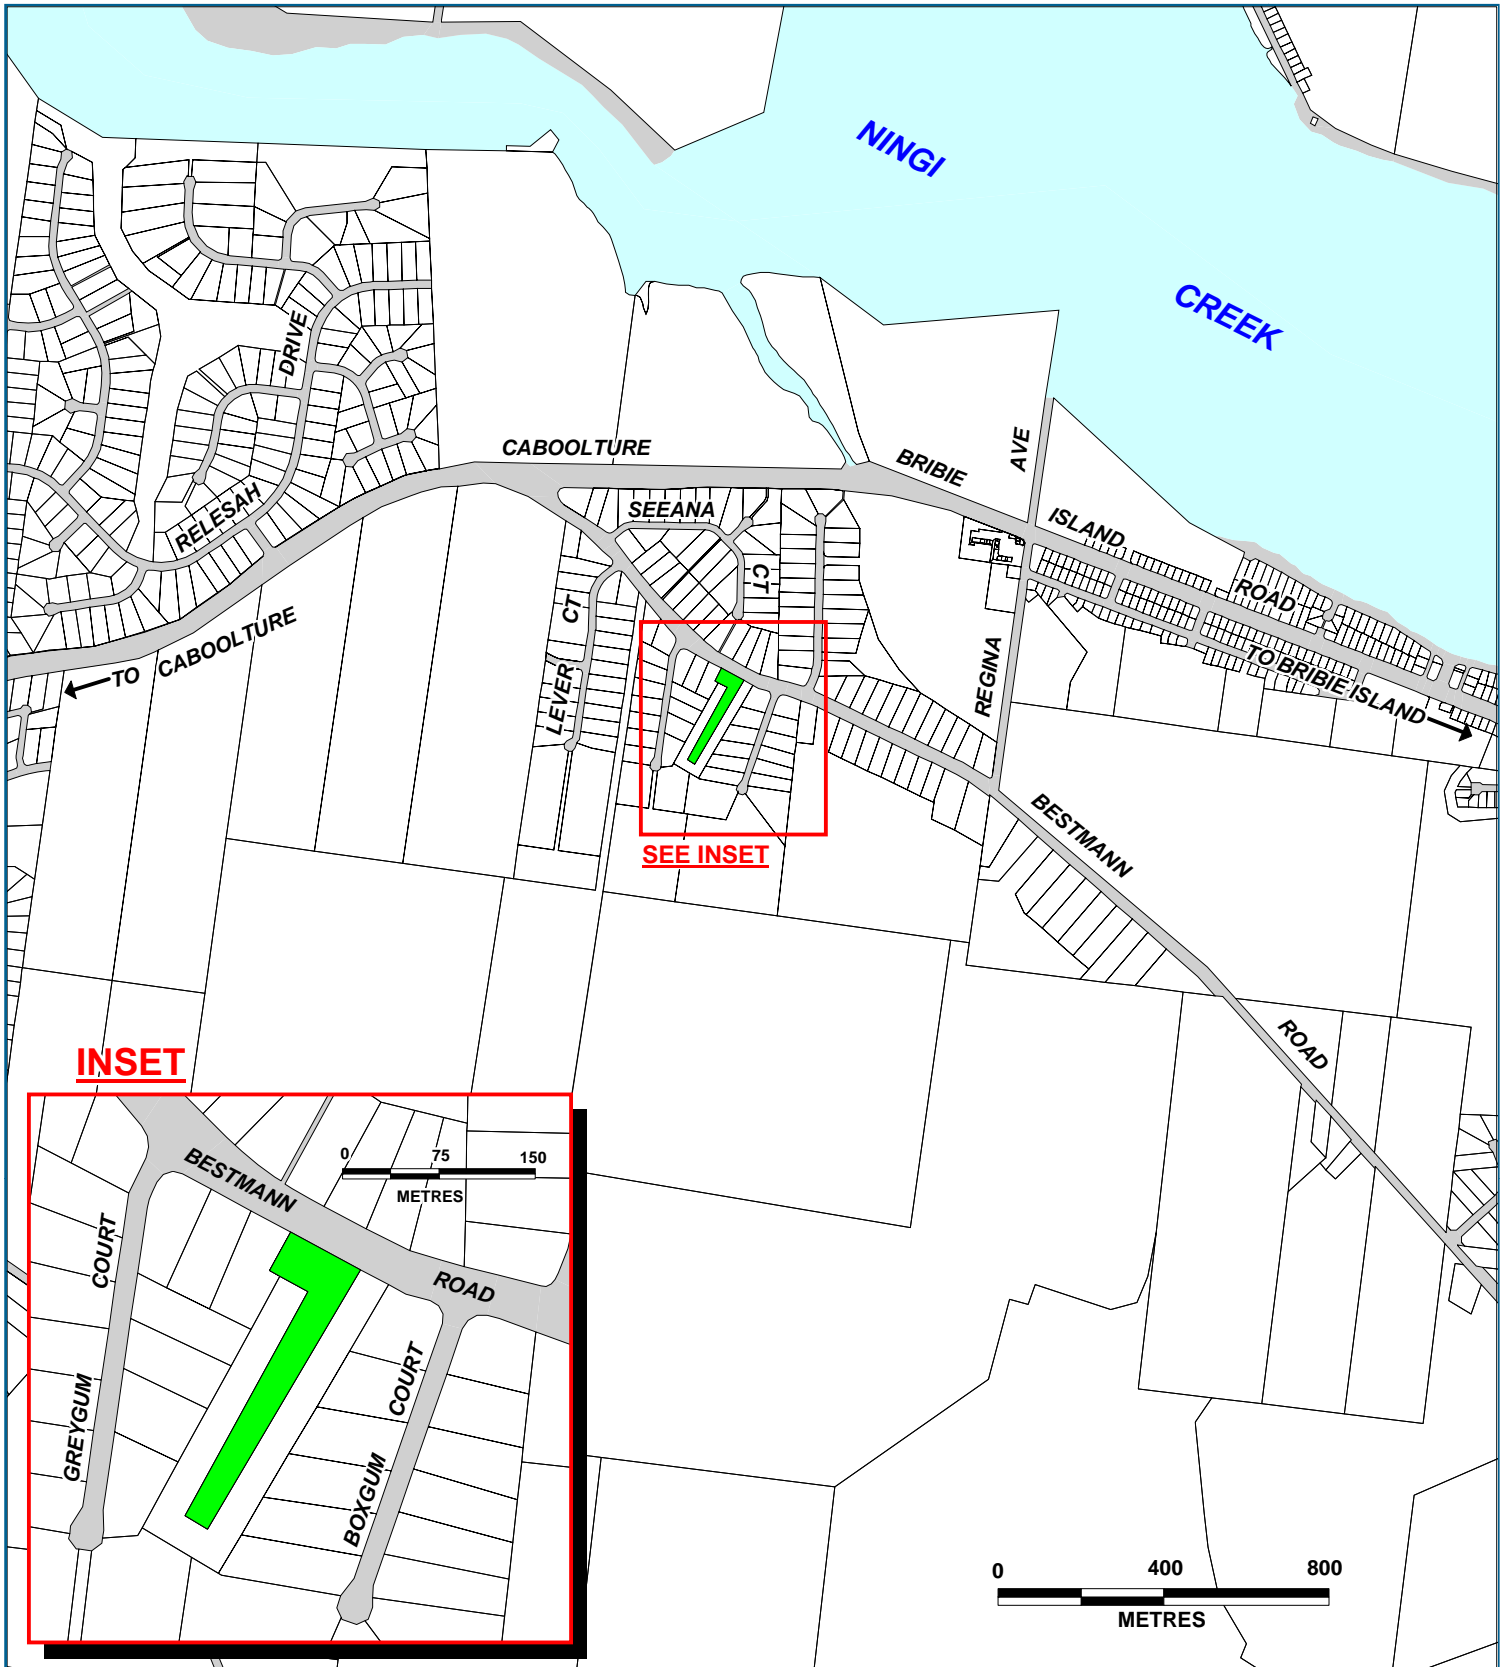 NINGI
CREEK
DRIVE
CABOOLTURE
BRIBIE
AVE
ISLAND
RELESAH
SEEANA
CT
ROAD
CT
TO CABOOLTURE
LEVER
REGINA
TO BRIBIE ISLAND
SEE INSET
BESTMANN
ROAD
INSET
0 75 150
METRES
BESTMANN
COURT
ROAD
COURT
GREYGUM
BOXGUM
0 400 800
METRES